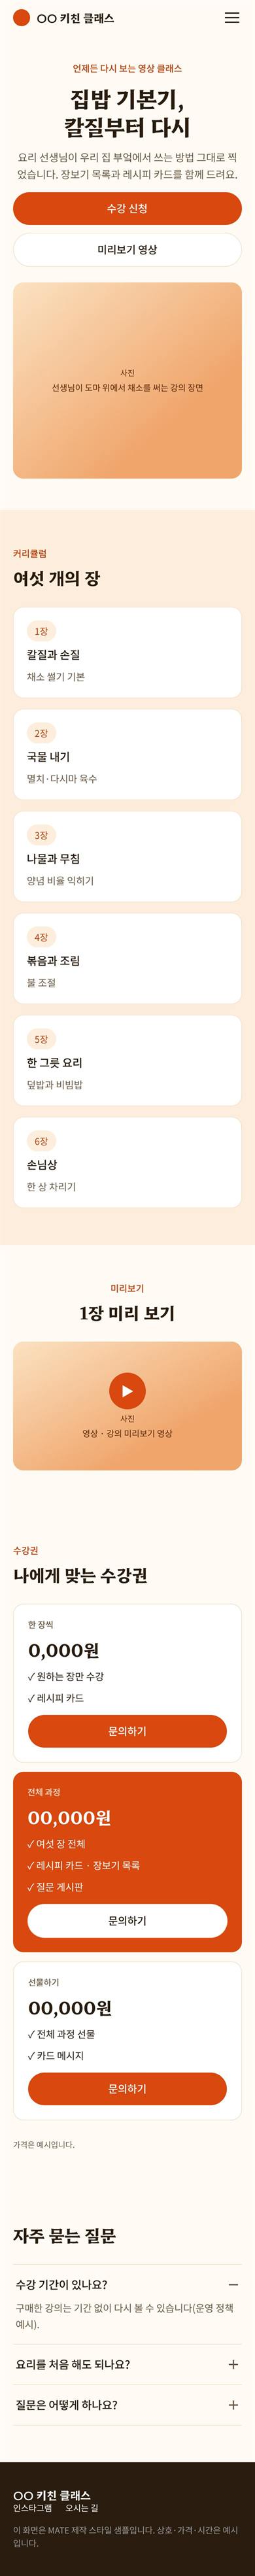 OO 키친 클래스
언제든 다시 보는 영상 클래스
집밥 기본기,
칼질부터 다시
요리 선생님이 우리 집 부엌에서 쓰는 방법 그대로 찍
었습니다. 장보기 목록과 레시피 카드를 함께 드려요.
수강 신청
미리보기 영상
사진
선생님이 도마 위에서 채소를 써는 강의 장면
커리큘럼
여섯 개의 장
1장
칼질과 손질
채소 썰기 기본
2장
국물 내기
멸치·다시마 육수
3장
나물과 무침
양념 비율 익히기
4장
볶음과 조림
불 조절
5장
한 그릇 요리
덮밥과 비빔밥
6장
손님상
한 상 차리기
미리보기
1장 미리 보기
사진
영상 · 강의 미리보기 영상
수강권
나에게 맞는 수강권
한 장씩
0,000원
✓ 원하는 장만 수강
✓ 레시피 카드
문의하기
전체 과정
00,000원
✓ 여섯 장 전체
✓ 레시피 카드 · 장보기 목록
✓ 질문 게시판
문의하기
선물하기
00,000원
✓ 전체 과정 선물
✓ 카드 메시지
문의하기
가격은 예시입니다.
자주 묻는 질문
수강 기간이 있나요?
구매한 강의는 기간 없이 다시 볼 수 있습니다(운영 정책
예시).
요리를 처음 해도 되나요?
질문은 어떻게 하나요?
OO 키친 클래스
인스타그램 오시는 길
이 화면은 MATE 제작 스타일 샘플입니다. 상호·가격·시간은 예시
입니다.